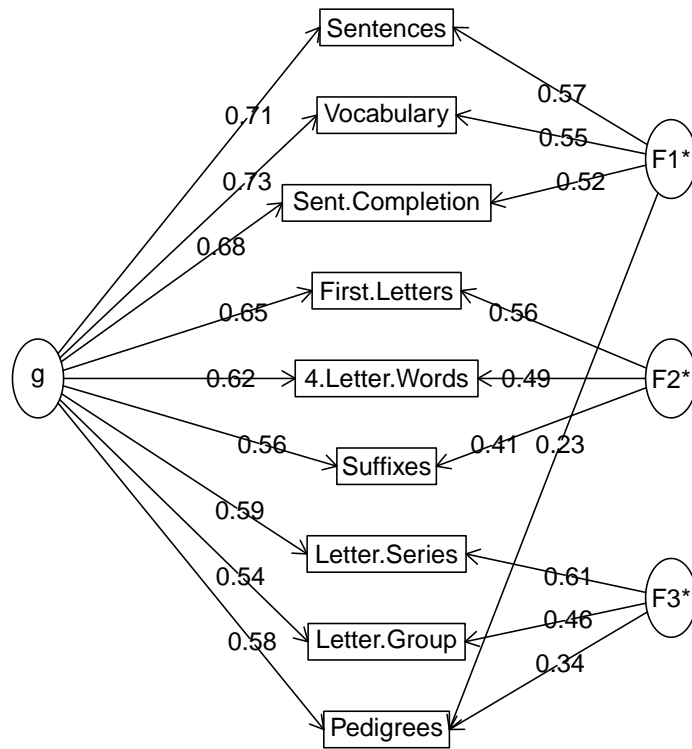 Sentences
0.57
0.71
Vocabulary
0.55
F1*
0.73
0.52
Sent.Completion
0.68
First.Letters
0.65
0.56
g
0.62
4.Letter.Words
0.49
F2*
0.56
0.41
0.23
Suffixes
0.59
Letter.Series
0.54
0.61
F3*
0.58
Letter.Group
0.46
0.34
Pedigrees